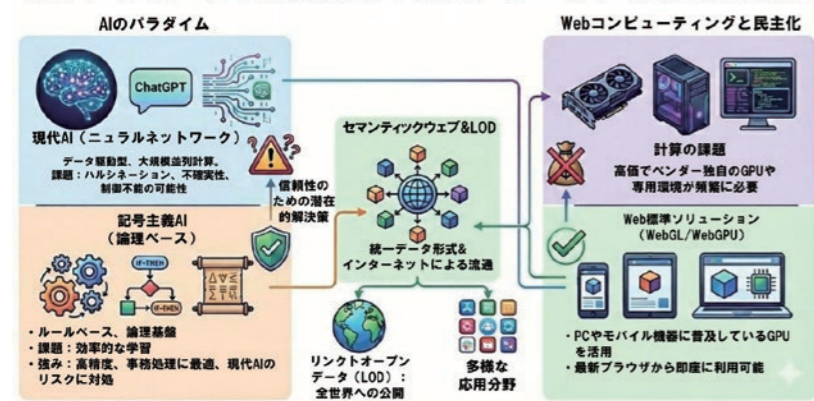 AIのパラダイム
ChatGPT
現代AI(ニュラルネットワーク)
データ駆動型、大規模並列計算。
課題:ハルシネーション、不確実性、
制御不能の可能性
信頼性の
ための潜在
的解決策
記号主義AI
(論理ベース)
IF-THEN
IF-THEN
・ルールベース、論理基盤
・課題:効率的な学習
・強み:高精度、事務処理に最適、現代AIの
リスクに対処
セマンティックウェブ&LOD
統一データ形式&
インターネットによる流通
リンクトオープン
データ(LOD):
全世界への公開
多様な
応用分野
Webコンピューティングと民主化
計算の課題
高価でベンダー独自のGPUや
専用環境が頻繁に必要
Web標準ソリューション
(WebGL/WebGPU)
・PCやモバイル機器に普及しているGPU
を活用
・最新ブラウザから即座に利用可能